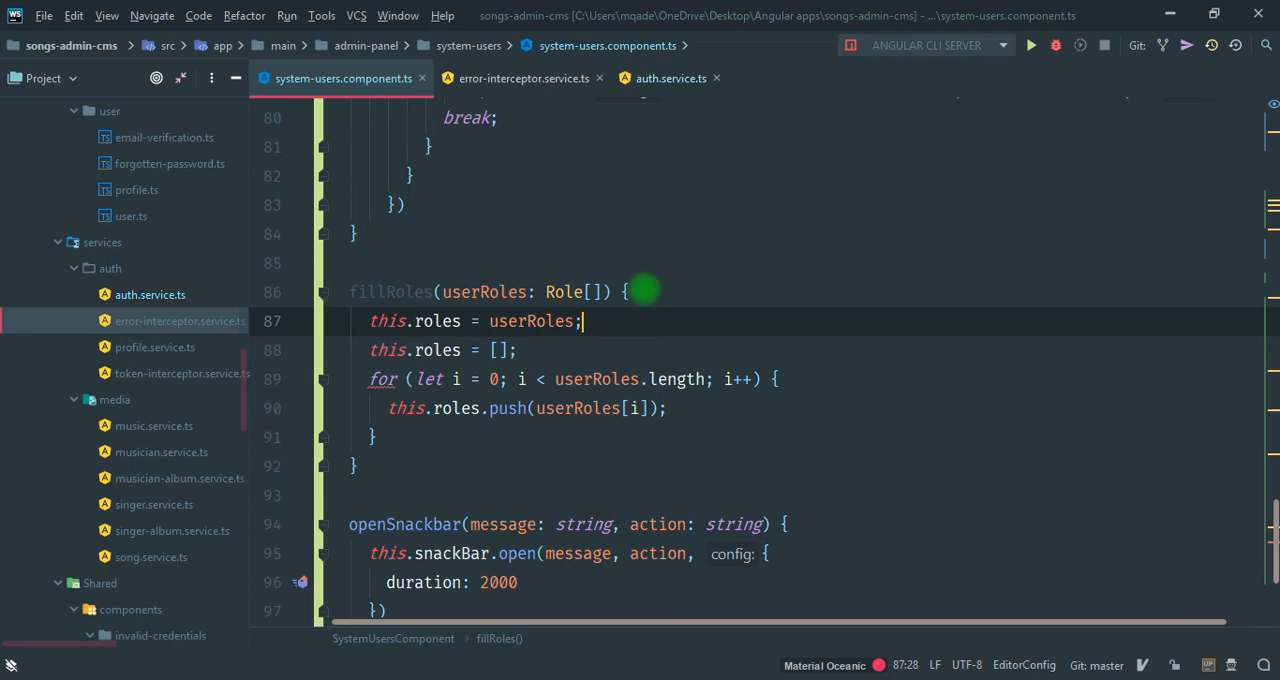 WS File Edit View Navigate Code Refactor Run Tools VCS Window Help songs-admin-cms [C:\Users\mqade\OneDrive\Desktop\Angular apps\songs-admin-cms] - ...\system-users.component.ts
songs-admin-cms src app main admin-panel system-users system-users.component.ts ANGULAR CLI SERVER Git:
Project system-users.component.ts error-interceptor.service.ts auth.service.ts
user
email-verification.ts
forgotten-password.ts
profile.ts
user.ts
services
auth
auth.service.ts
error-interceptor.service.ts
profile.service.ts
token-interceptor.service.ts
media
music.service.ts
musician.service.ts
musician-album.service.ts
singer.service.ts
singer-album.service.ts
song.service.ts
Shared
components
invalid-credentials
80 break;
81 }
82 }
83 })
84 }
85
86 fillRoles(userRoles: Role[]) {
87 this.roles = userRoles;
88 this.roles = [];
89 for (let i = 0; i < userRoles.length; i++) {
90 this.roles.push(userRoles[i]);
91 }
92 }
93
94 openSnackbar(message: string, action: string) {
95 this.snackBar.open(message, action, config: {
96 duration: 2000
97 })
SystemUsersComponent fillRoles()
Material Oceanic 87:28 LF UTF-8 EditorConfig Git: master UP